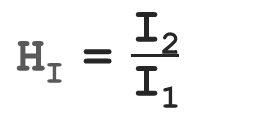 H_I = I_2 / I_1